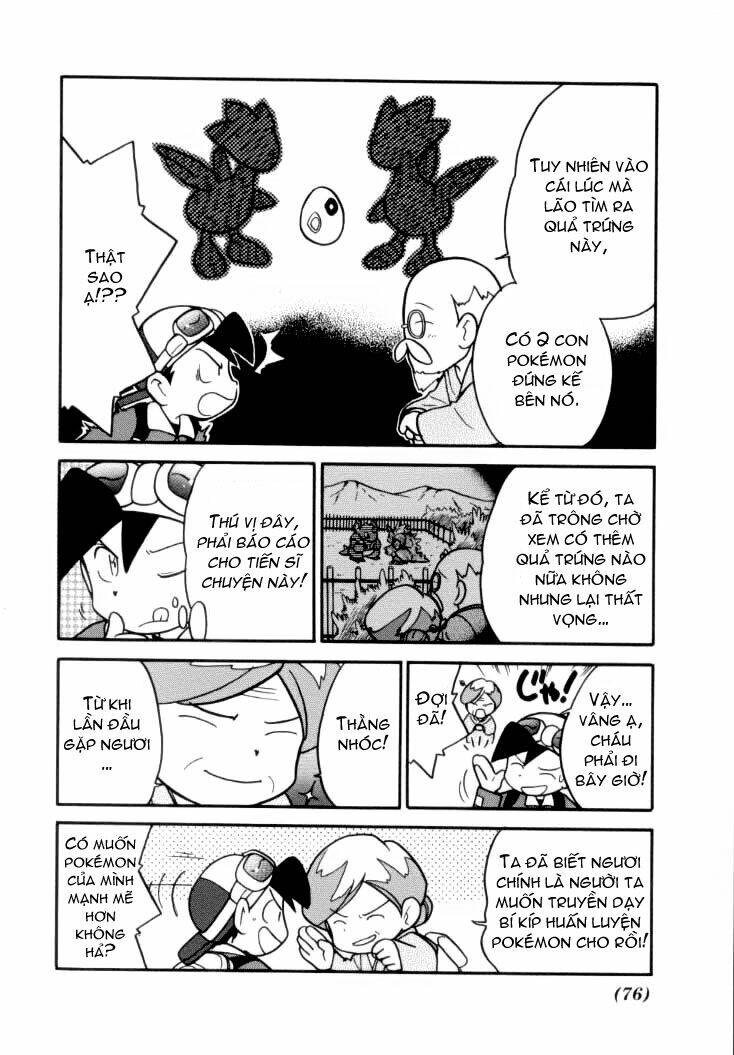 TUY NHIÊN VÀO
CÁI LÚC MÀ
LÃO TÌM RA
QUẢ TRỨNG
NÀY,
CÓ 2 CON
POKÉMON
ĐỨNG KẾ
BÊN NÓ.
THẬT
SAO
Ạ!??
KỂ TỪ ĐÓ, TA
ĐÃ TRÔNG CHỜ
XEM CÓ THÊM
QUẢ TRỨNG NÀO
NỮA KHÔNG
NHƯNG LẠI THẤT
VỌNG...
THÚ VỊ ĐÂY,
PHẢI BÁO CÁO
CHO TIẾN SĨ
CHUYỆN NÀY!
VẬY...
VÂNG Ạ,
CHÁU
PHẢI ĐI
BÂY GIỜ!
じゃ!
ĐỢI
ĐÃ!
THẰNG
NHÓC!
TỪ KHI
LẦN ĐẦU
GẶP NGƯƠI
...
TA ĐÃ BIẾT NGƯƠI
CHÍNH LÀ NGƯỜI TA
MUỐN TRUYỀN DẠY
BÍ KÍP HUẤN LUYỆN
POKÉMON CHO RỒI!
CÓ MUỐN
POKÉMON
CỦA MÌNH
MẠNH MẼ
HƠN
KHÔNG
HẢ?
(76)